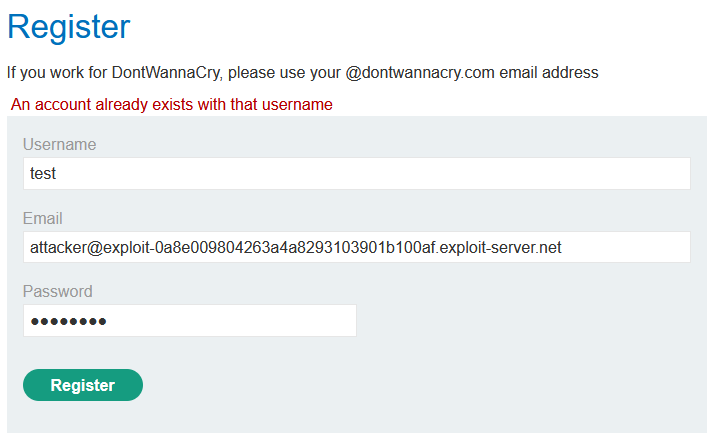 Register
If you work for DontWannaCry, please use your @dontwannacry.com email address
An account already exists with that username
Username
test
Email
attacker@exploit-0a8e009804263a4a8293103901b100af.exploit-server.net
Password
●●●●●●●●
Register